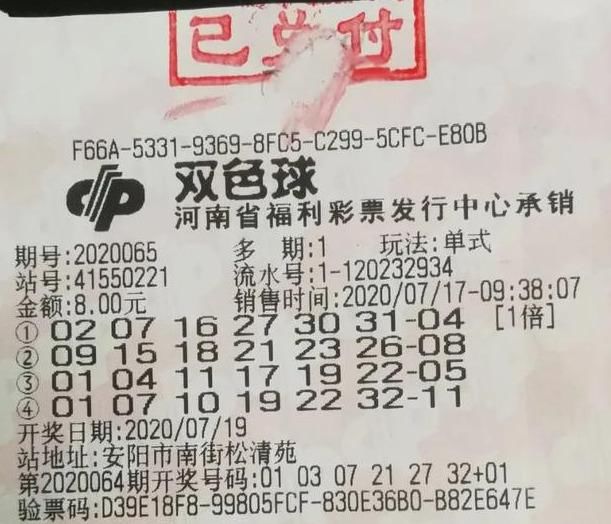 已兑付
F66A-5331-9369-8FC5-C299-5CFC-E80B
双色球
河南省福利彩票发行中心承销
期号:2020065 多 期:1 玩法:单式
站号:41550221 流水号:1-120232934
金额:8.00元 销售时间:2020/07/17-09:38:07
① 02 07 16 27 30 31-04 [1倍]
② 09 15 18 21 23 26-08
③ 01 04 11 17 19 22-05
④ 01 07 10 19 22 32-11
开奖日期:2020/07/19
站地址:安阳市南街松清苑
第2020064期开奖号码:01 03 07 21 27 32+01
验票码:D39E18F8-99805FCF-830E36B0-B82E647E